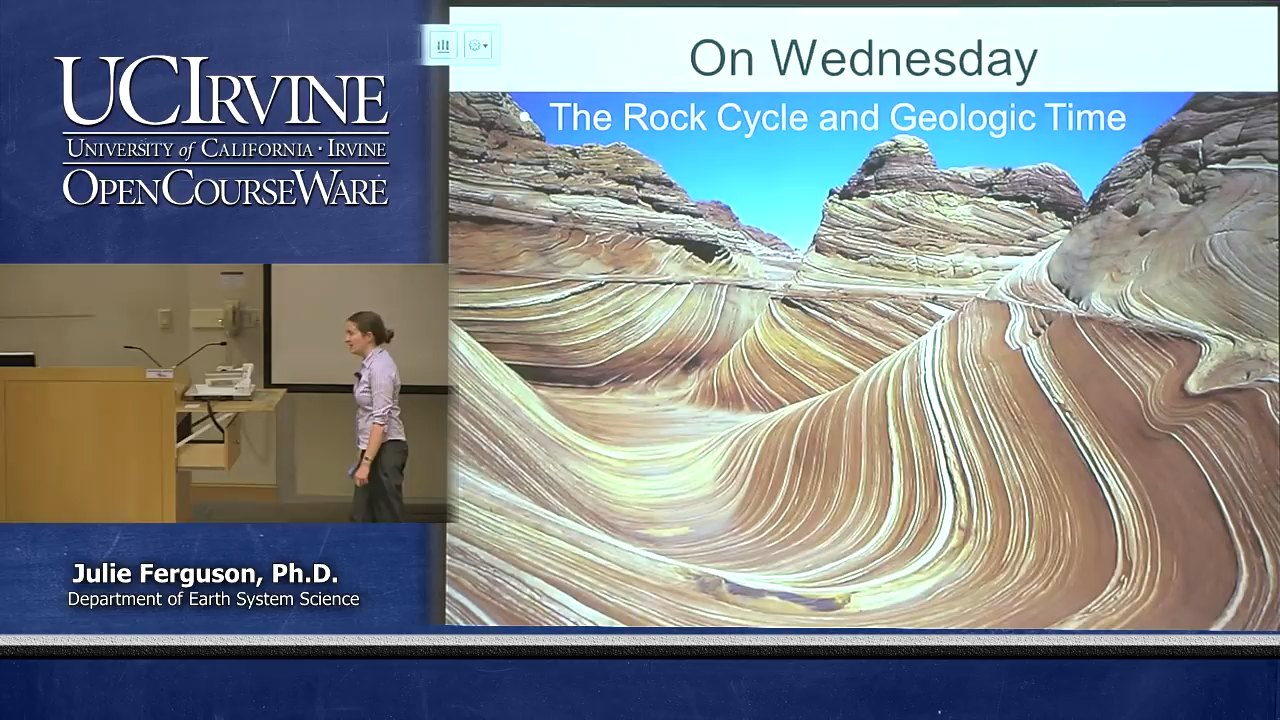 UCIRVINE
UNIVERSITY of CALIFORNIA · IRVINE
OPENCOURSEWARE
On Wednesday
• The Rock Cycle and Geologic Time
Julie Ferguson, Ph.D.
Department of Earth System Science